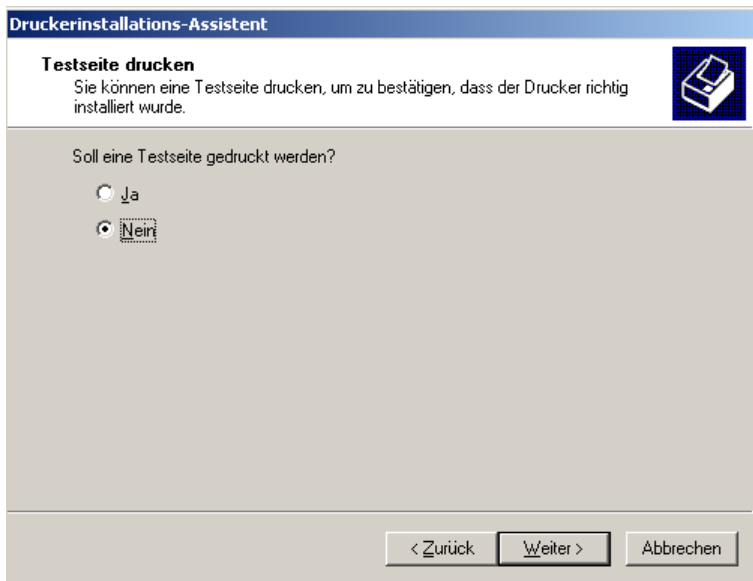 Druckerinstallations-Assistent
Testseite drucken
Sie können eine Testseite drucken, um zu bestätigen, dass der Drucker richtig
installiert wurde.
Soll eine Testseite gedruckt werden?
Ja
Nein
< Zurück
Weiter >
Abbrechen